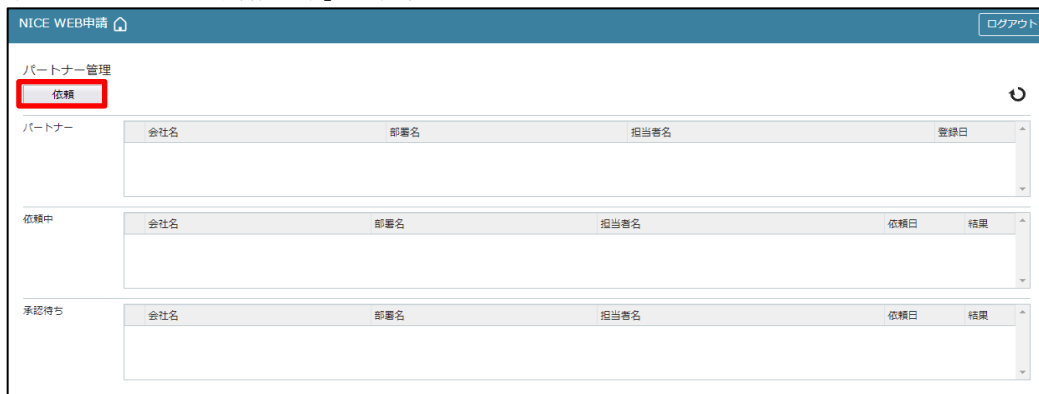 NICE WEB申請
ログアウト
パートナー管理
依頼
パートナー
会社名 部署名 担当者名 登録日
依頼中
会社名 部署名 担当者名 依頼日 結果
承認待ち
会社名 部署名 担当者名 依頼日 結果